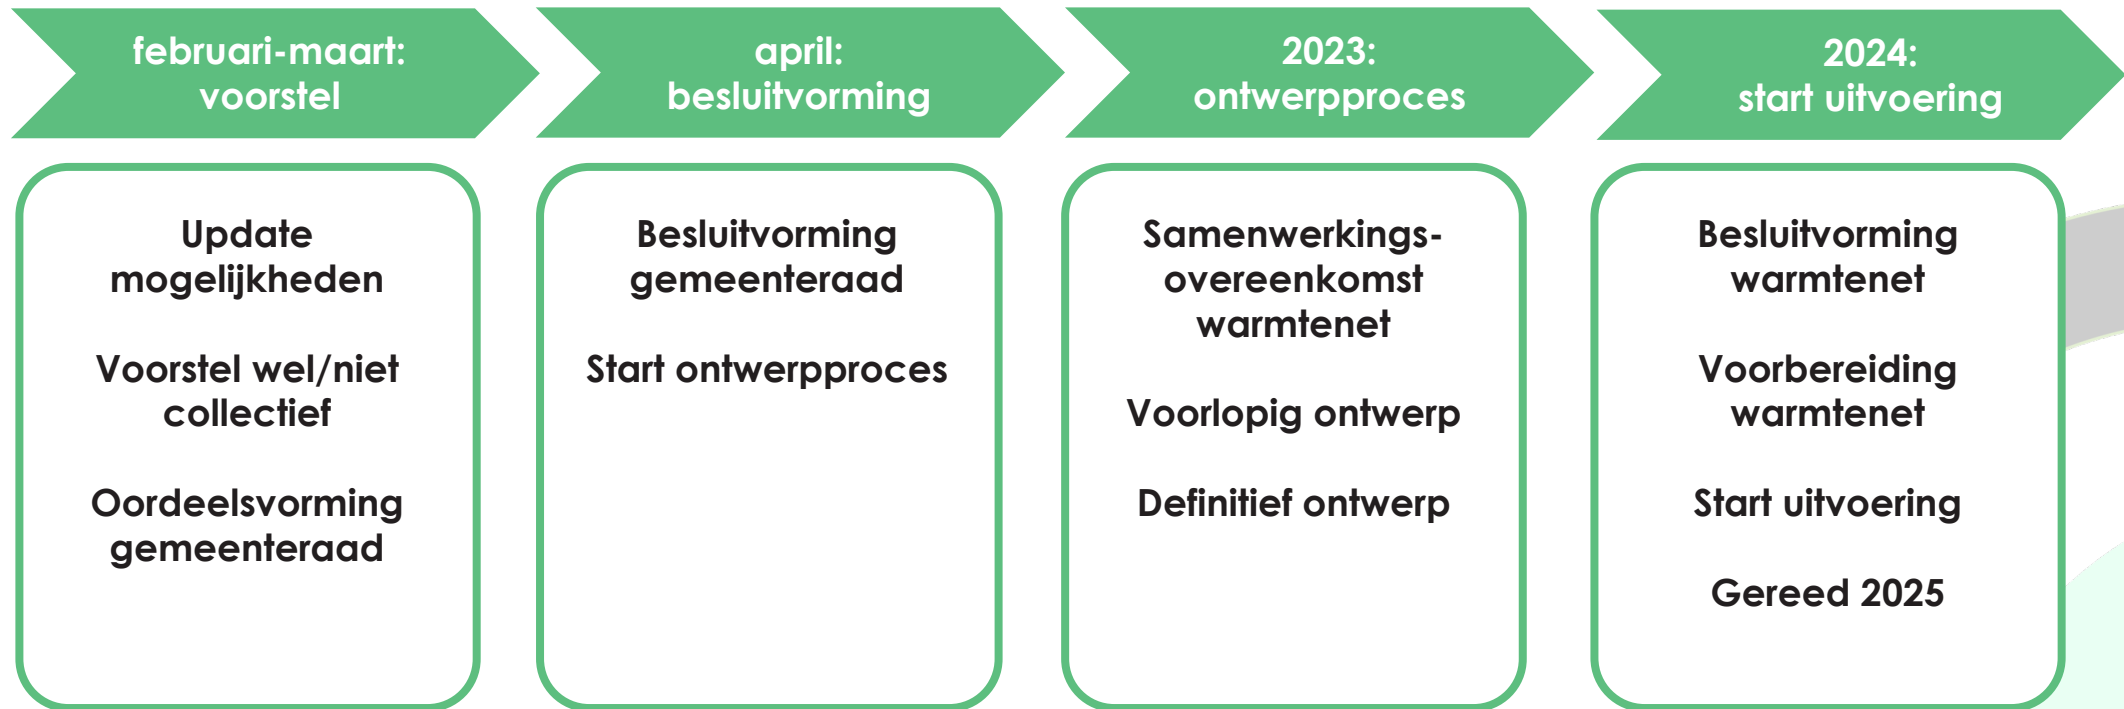 februari-maart:
voorstel
april:
besluitvorming
2023:
ontwerpproces
2024:
start uitvoering
Update
mogelijkheden
Voorstel wel/niet
collectief
Oordeelsvorming
gemeenteraad
Besluitvorming
gemeenteraad
Start ontwerpproces
Samenwerkings-
overeenkomst
warmtenet
Voorlopig ontwerp
Definitief ontwerp
Besluitvorming
warmtenet
Voorbereiding
warmtenet
Start uitvoering
Gereed 2025